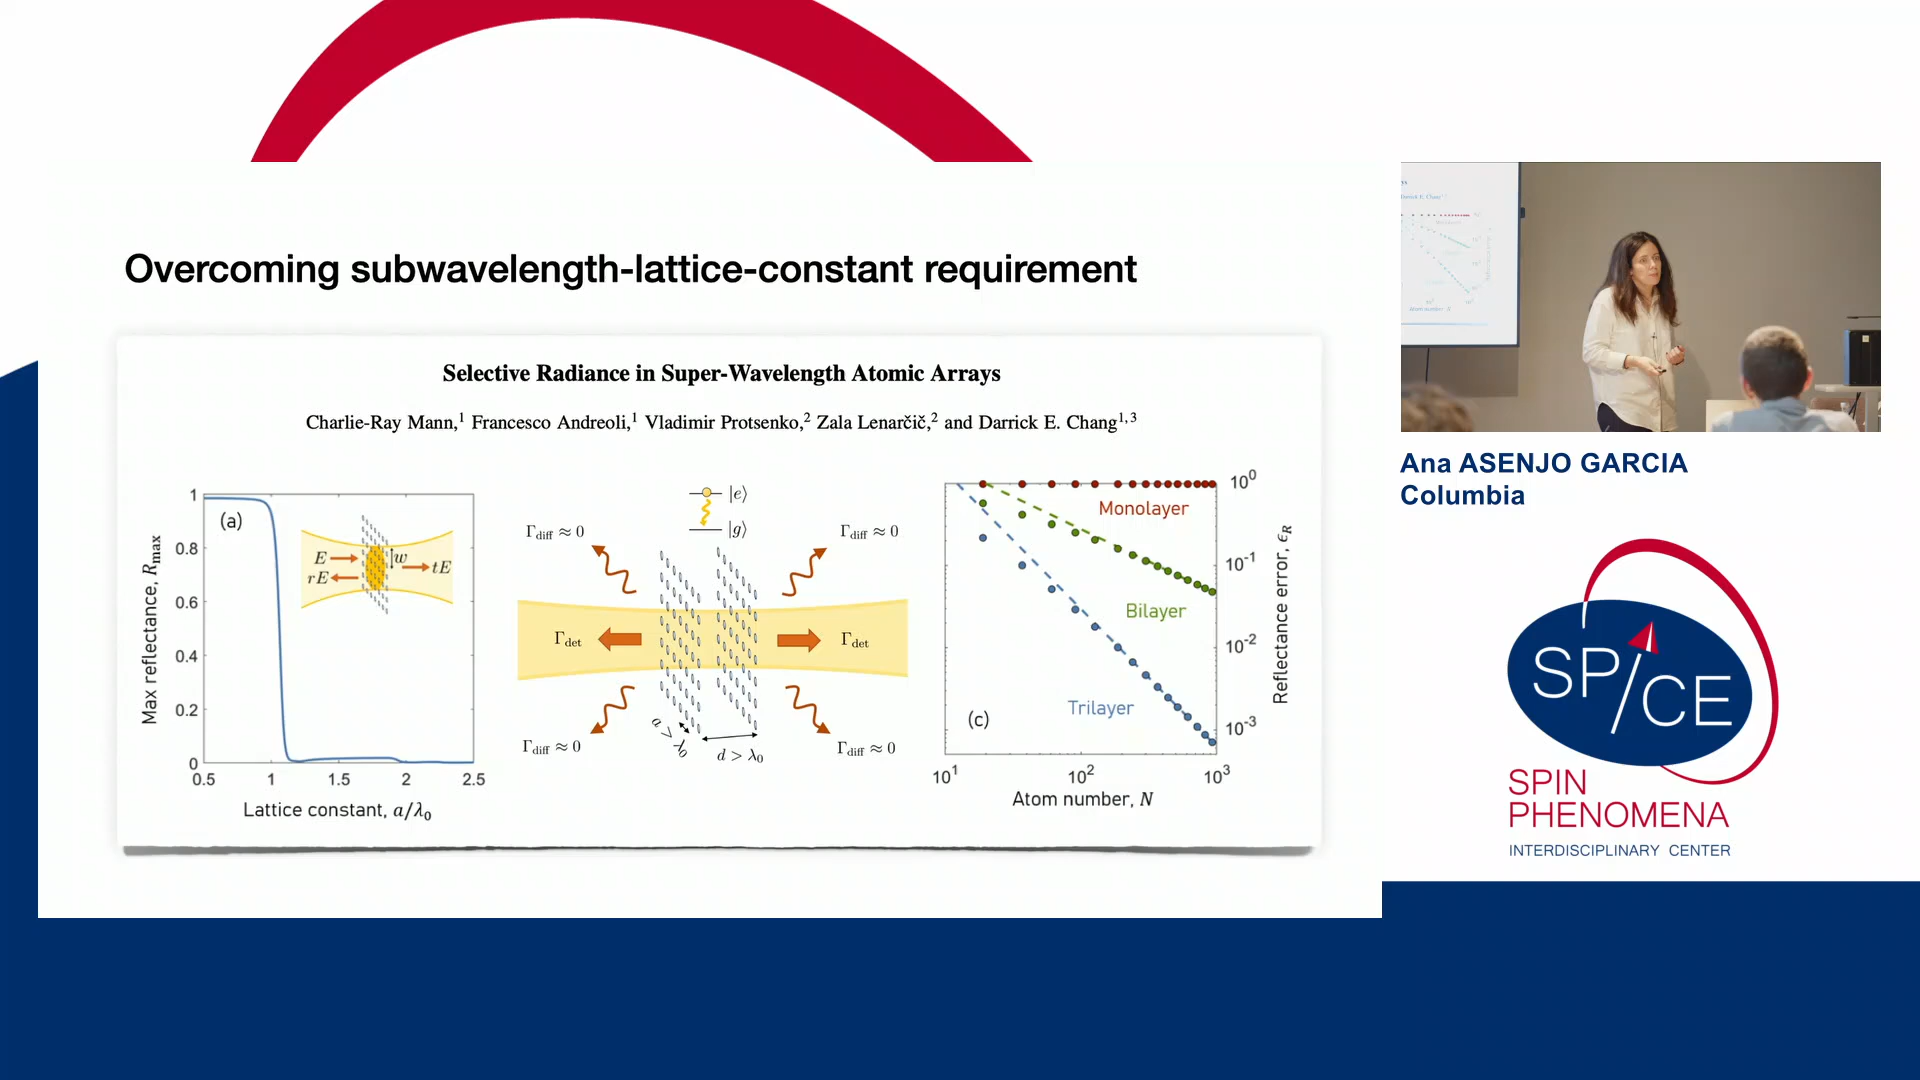 Overcoming subwavelength-lattice-constant requirement
Selective Radiance in Super-Wavelength Atomic Arrays
Charlie-Ray Mann,¹ Francesco Andreoli,¹ Vladimir Protsenko,² Zala Lenarčič,² and Darrick E. Chang¹,³
Max reflectance, Rmax
1
0.8
0.6
0.4
0.2
0
(a)
E
rE
w
tE
0.5
1
1.5
2
2.5
Lattice constant, a/λ₀
|e⟩
|g⟩
Γdiff ≈ 0
Γdiff ≈ 0
Γdet
Γdet
Γdiff ≈ 0
Γdiff ≈ 0
a > λ₀
d > λ₀
Monolayer
Bilayer
Trilayer
(c)
10⁰
10⁻¹
10⁻²
10⁻³
Reflectance error, ϵR
10¹
10²
10³
Atom number, N
Ana ASENJO GARCIA
Columbia
SP/CE
SPIN
PHENOMENA
INTERDISCIPLINARY CENTER